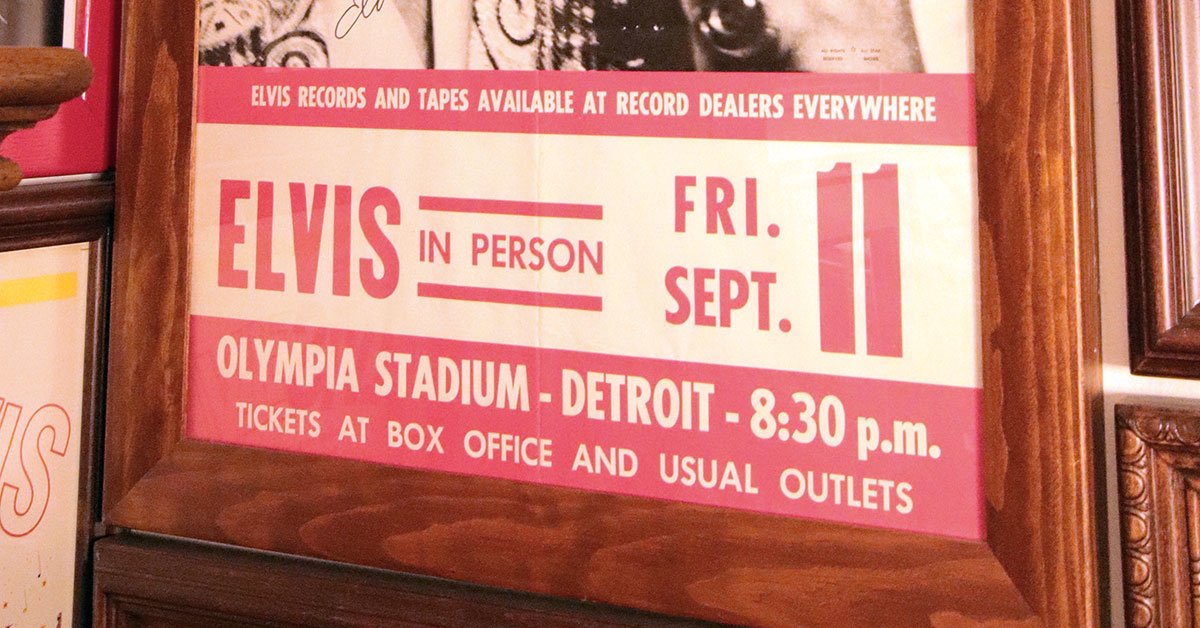 ELVIS RECORDS AND TAPES AVAILABLE AT RECORD DEALERS EVERYWHERE
ELVIS
IN PERSON
FRI.
SEPT.
11
OLYMPIA STADIUM - DETROIT - 8:30 p.m.
TICKETS AT BOX OFFICE AND USUAL OUTLETS